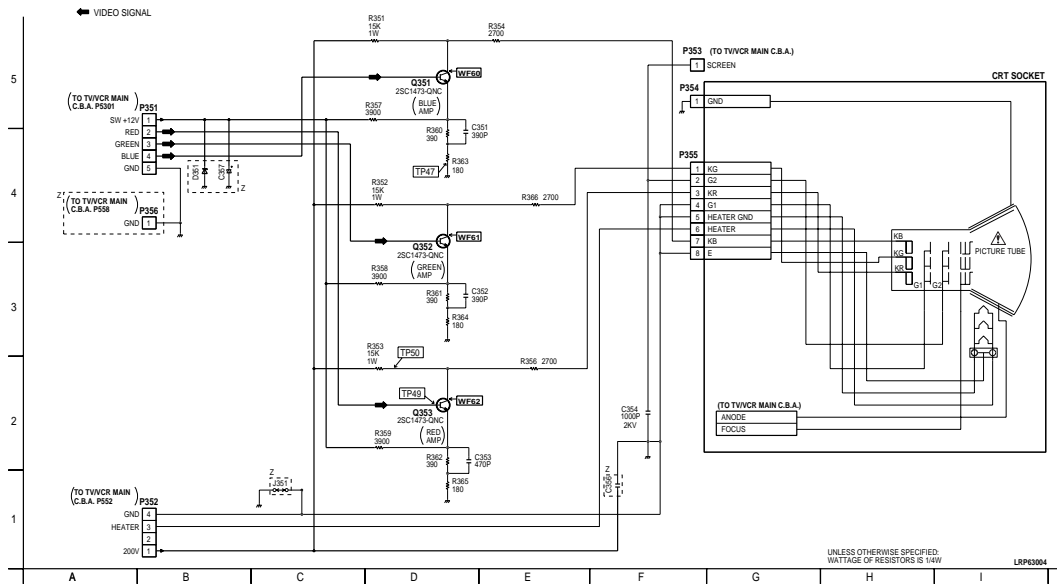 VIDEO SIGNAL
R351
15K
1W
R354
2700
P353 (TO TV/VCR MAIN C.B.A.)
1 SCREEN
CRT SOCKET
5
Q351
2SC1473-QNC
(BLUE
AMP)
WF60
P354
1 GND
(TO TV/VCR MAIN
C.B.A. P5301)
P351
SW +12V 1
RED 2
GREEN 3
BLUE 4
GND 5
R357
3900
R360
390
C351
390P
R363
180
TP47
D351
C357
Z
4
P355
1 KG
2 G2
3 KR
4 G1
5 HEATER GND
6 HEATER
7 KB
8 E
R352
15K
1W
R366 2700
Z
(TO TV/VCR MAIN
C.B.A. P558)
P356
GND 1
Q352
2SC1473-QNC
(GREEN
AMP)
WF61
KB
KG
KR
G1
G2
PICTURE TUBE
3
R358
3900
R361
390
C352
390P
R364
180
R353
15K
1W
TP50
R356 2700
2
TP49
Q353
2SC1473-QNC
(RED
AMP)
WF62
C354
1000P
2KV
(TO TV/VCR MAIN C.B.A.)
ANODE
FOCUS
R359
3900
R362
390
C353
470P
R365
180
Z
J351
Z
C356
1
(TO TV/VCR MAIN
C.B.A. P552)
P352
GND 4
HEATER 3
2
200V 1
UNLESS OTHERWISE SPECIFIED:
WATTAGE OF RESISTORS IS 1/4W
LRP63004
A B C D E F G H I